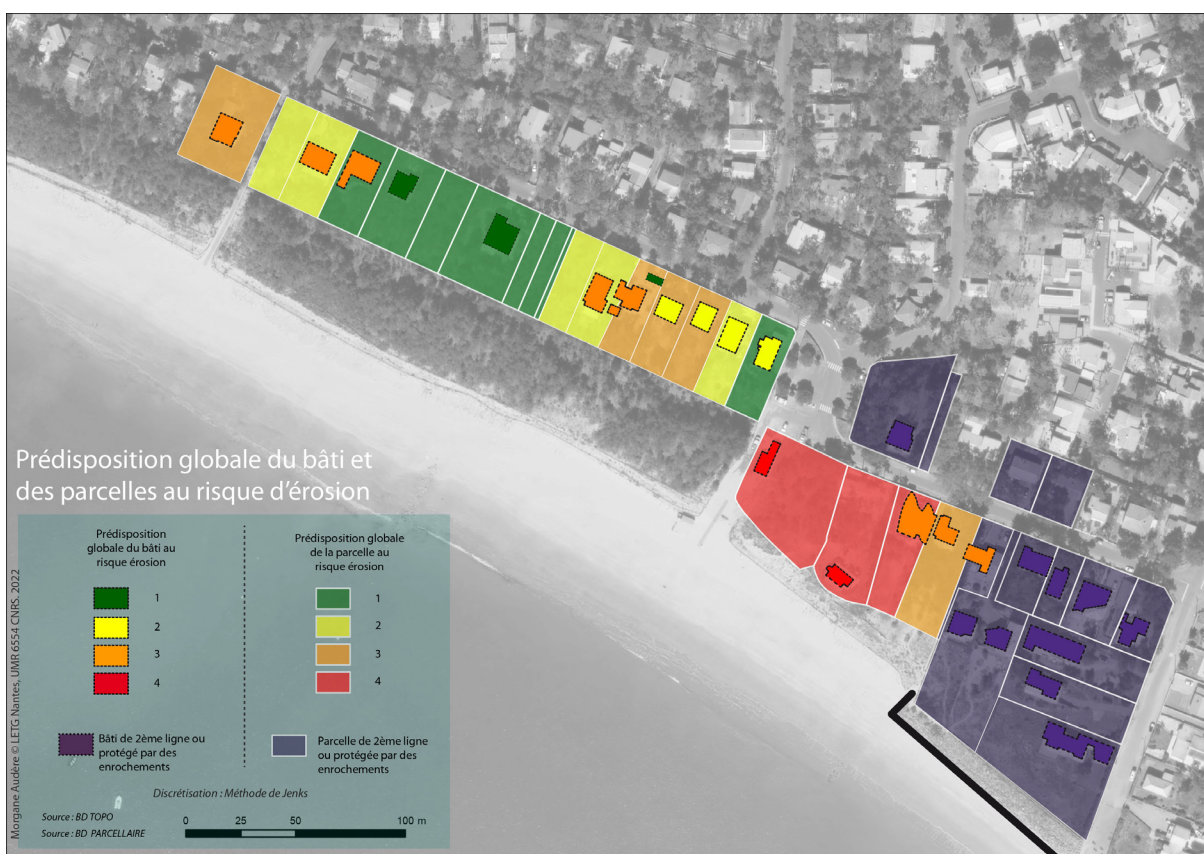 Prédisposition globale du bâti et
des parcelles au risque d'érosion
Prédisposition
globale du bâti au
risque érosion
1
2
3
4
Bâti de 2ème ligne ou
protégé par des
enrochements
Prédisposition globale
de la parcelle au
risque érosion
1
2
3
4
Parcelle de 2ème ligne
ou protégée par des
enrochements
Discrétisation : Méthode de Jenks
Source : BD TOPO
Source : BD PARCELLAIRE
0 25 50 100 m
Morgane Audère © LETG Nantes, UMR 6554 CNRS. 2022